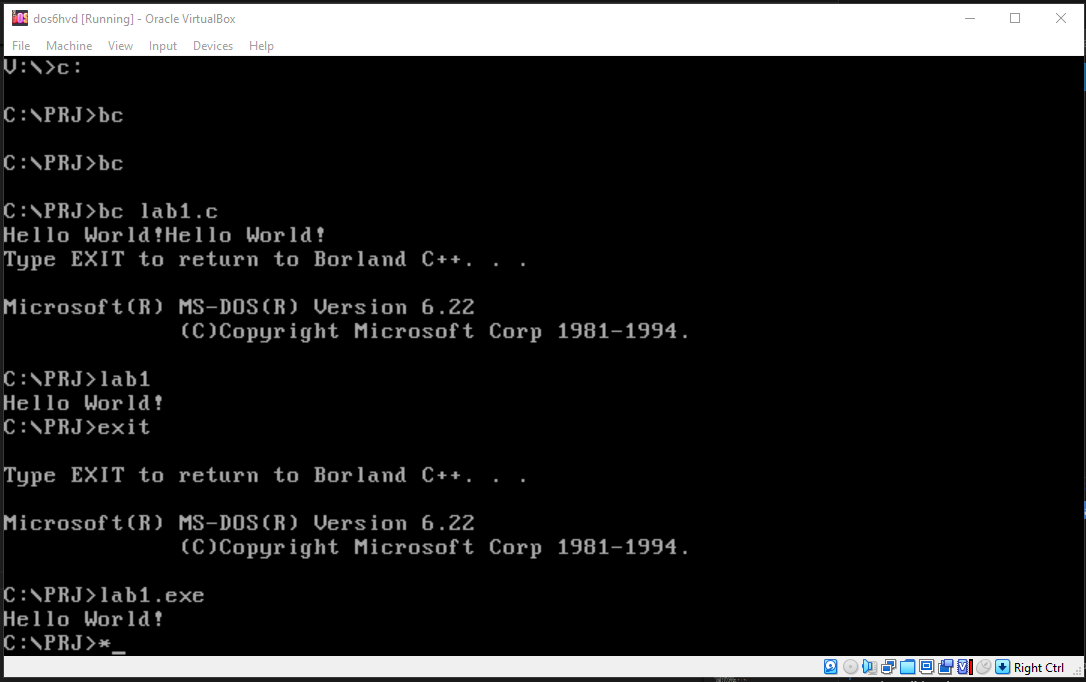 dos6hvd [Running] - Oracle VirtualBox
File Machine View Input Devices Help
V:\>c:
C:\PRJ>bc
C:\PRJ>bc
C:\PRJ>bc lab1.c
Hello World!Hello World!
Type EXIT to return to Borland C++. . .
Microsoft(R) MS-DOS(R) Version 6.22
(C)Copyright Microsoft Corp 1981-1994.
C:\PRJ>lab1
Hello World!
C:\PRJ>exit
Type EXIT to return to Borland C++. . .
Microsoft(R) MS-DOS(R) Version 6.22
(C)Copyright Microsoft Corp 1981-1994.
C:\PRJ>lab1.exe
Hello World!
C:\PRJ>*_
Right Ctrl